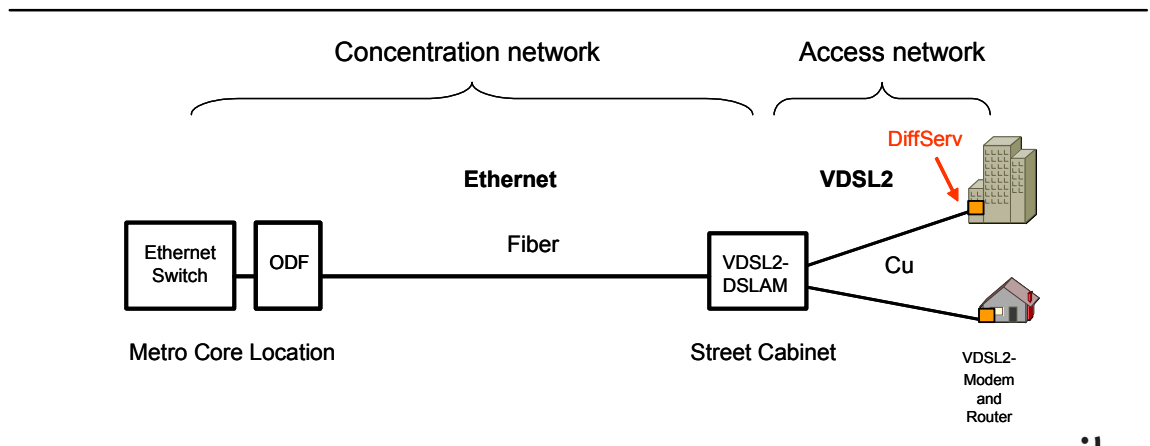 Concentration network
Access network
DiffServ
Ethernet
VDSL2
Ethernet
Switch
ODF
Fiber
VDSL2-
DSLAM
Cu
Metro Core Location
Street Cabinet
VDSL2-
Modem
and
Router